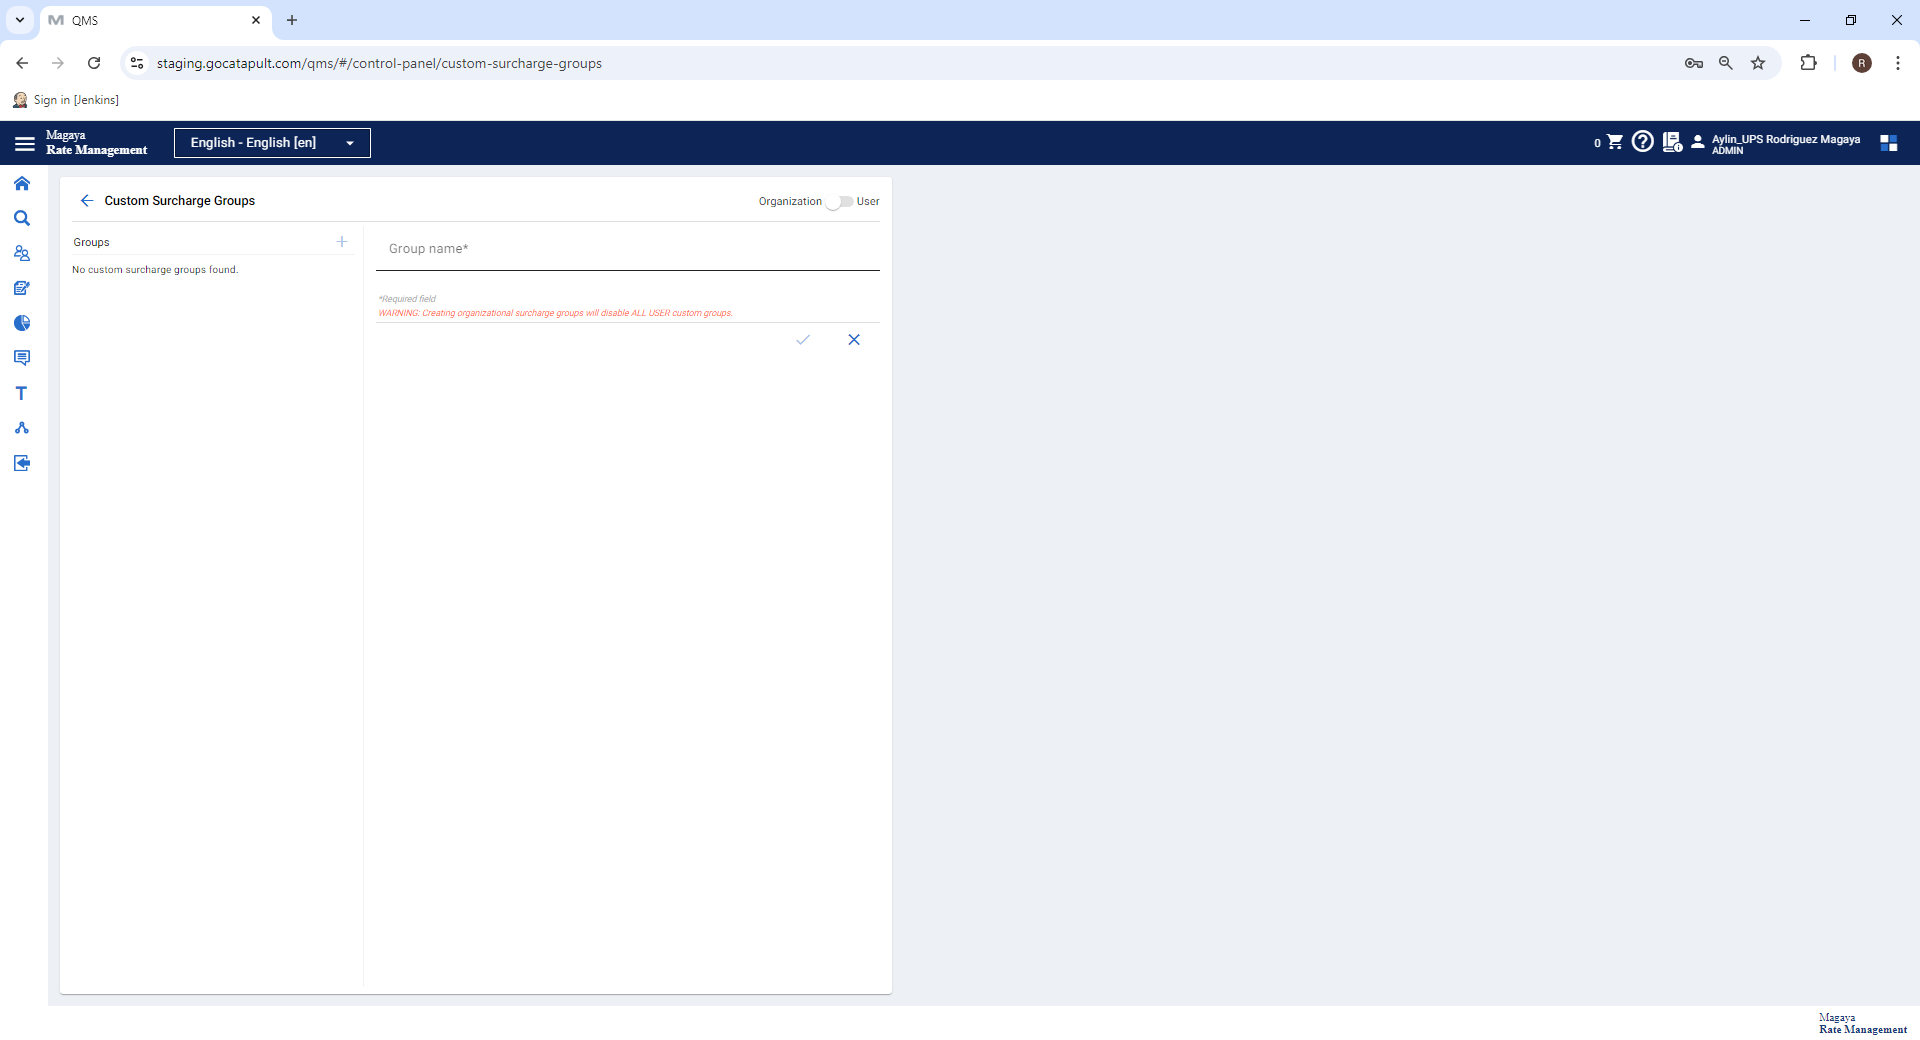 QMS
staging.gocatapult.com/qms/#/control-panel/custom-surcharge-groups
R
Sign in [Jenkins]
Magaya
Rate Management
English - English [en]
0
Aylin_UPS Rodriguez Magaya
ADMIN
Custom Surcharge Groups
Organization
User
Groups
Group name*
No custom surcharge groups found.
*Required field
WARNING: Creating organizational surcharge groups will disable ALL USER custom groups.
Magaya
Rate Management